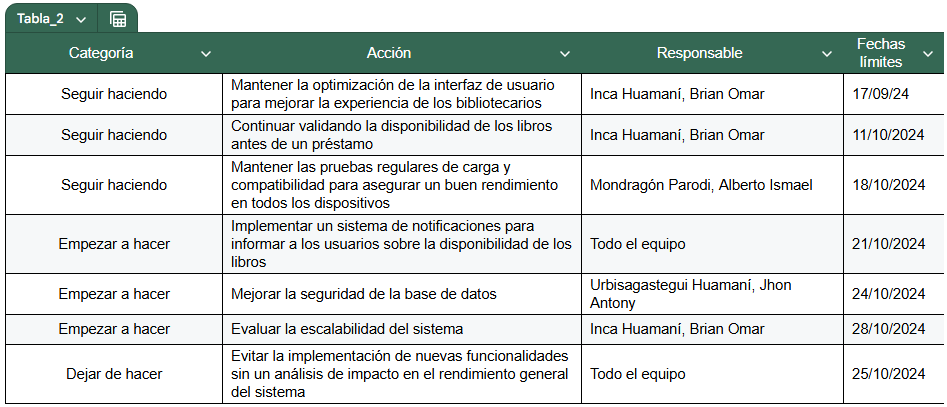 Tabla_2
Categoría Acción Responsable Fechas límites
Seguir haciendo
Mantener la optimización de la interfaz de usuario
para mejorar la experiencia de los bibliotecarios
Inca Huamaní, Brian Omar
17/09/24
Seguir haciendo
Continuar validando la disponibilidad de los libros
antes de un préstamo
Inca Huamaní, Brian Omar
11/10/2024
Seguir haciendo
Mantener las pruebas regulares de carga y
compatibilidad para asegurar un buen rendimiento
en todos los dispositivos
Mondragón Parodi, Alberto Ismael
18/10/2024
Empezar a hacer
Implementar un sistema de notificaciones para
informar a los usuarios sobre la disponibilidad de los
libros
Todo el equipo
21/10/2024
Empezar a hacer
Mejorar la seguridad de la base de datos
Urbisagastegui Huamaní, Jhon
Antony
24/10/2024
Empezar a hacer
Evaluar la escalabilidad del sistema
Inca Huamaní, Brian Omar
28/10/2024
Dejar de hacer
Evitar la implementación de nuevas funcionalidades
sin un análisis de impacto en el rendimiento general
del sistema
Todo el equipo
25/10/2024